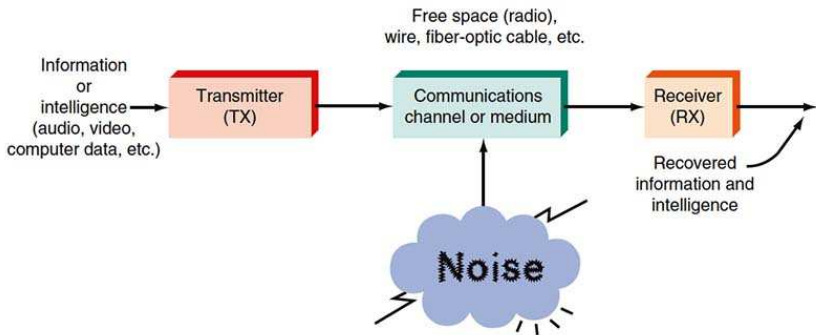 Free space (radio),
wire, fiber-optic cable, etc.
Information
or
intelligence
(audio, video,
computer data, etc.)
Transmitter
(TX)
Communications
channel or medium
Receiver
(RX)
Recovered
information and
intelligence
Noise